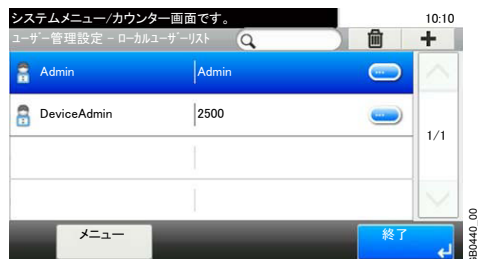 システムメニュー/カウンター画面です。
10:10
ユーザー管理設定 - ローカルユーザーリスト
Admin Admin
DeviceAdmin 2500
1/1
メニュー
終了